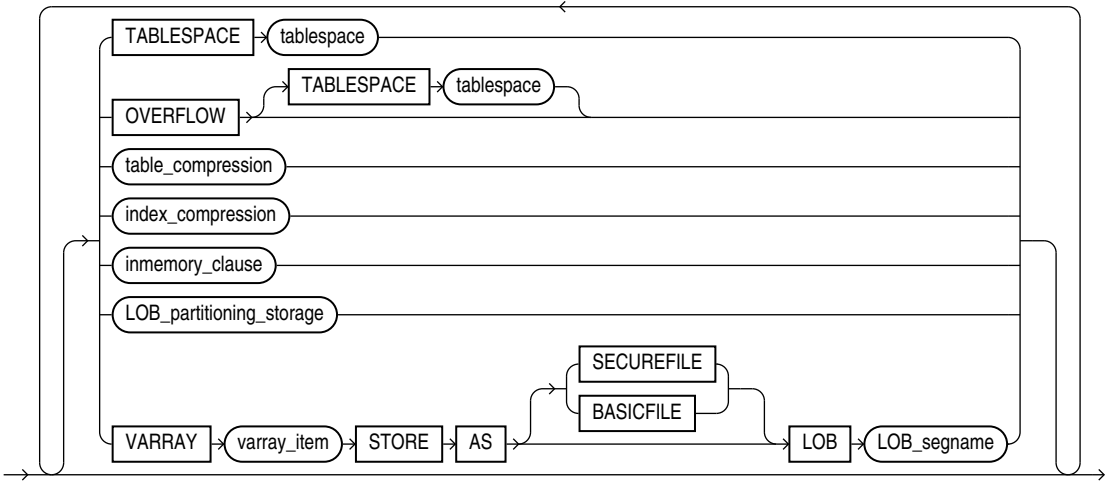 TABLESPACE tablespace
TABLESPACE tablespace
OVERFLOW
table_compression
index_compression
inmemory_clause
LOB_partitioning_storage
SECUREFILE
BASICFILE
VARRAY varray_item STORE AS LOB LOB_segname